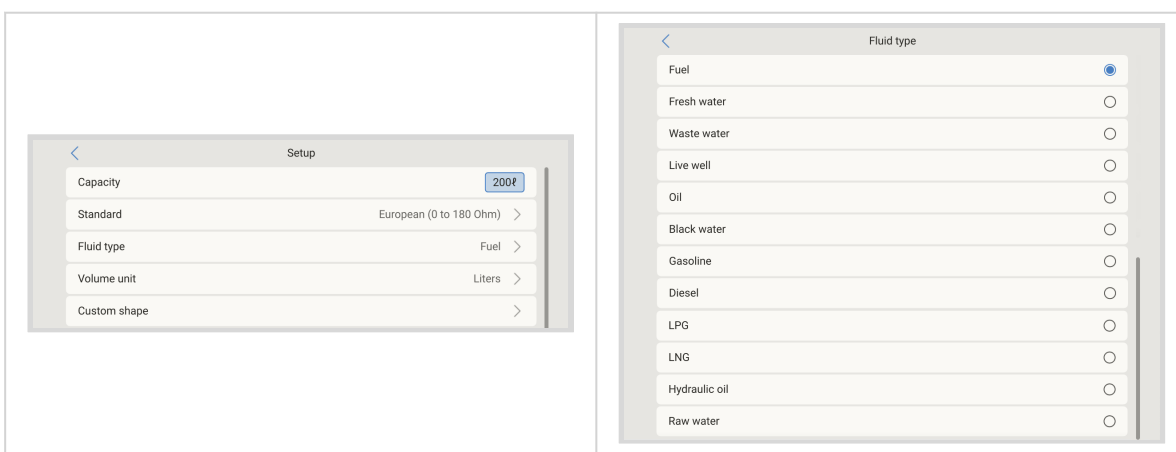 Setup
Capacity 200ℓ
Standard European (0 to 180 Ohm)
Fluid type Fuel
Volume unit Liters
Custom shape
Fluid type
Fuel
Fresh water
Waste water
Live well
Oil
Black water
Gasoline
Diesel
LPG
LNG
Hydraulic oil
Raw water